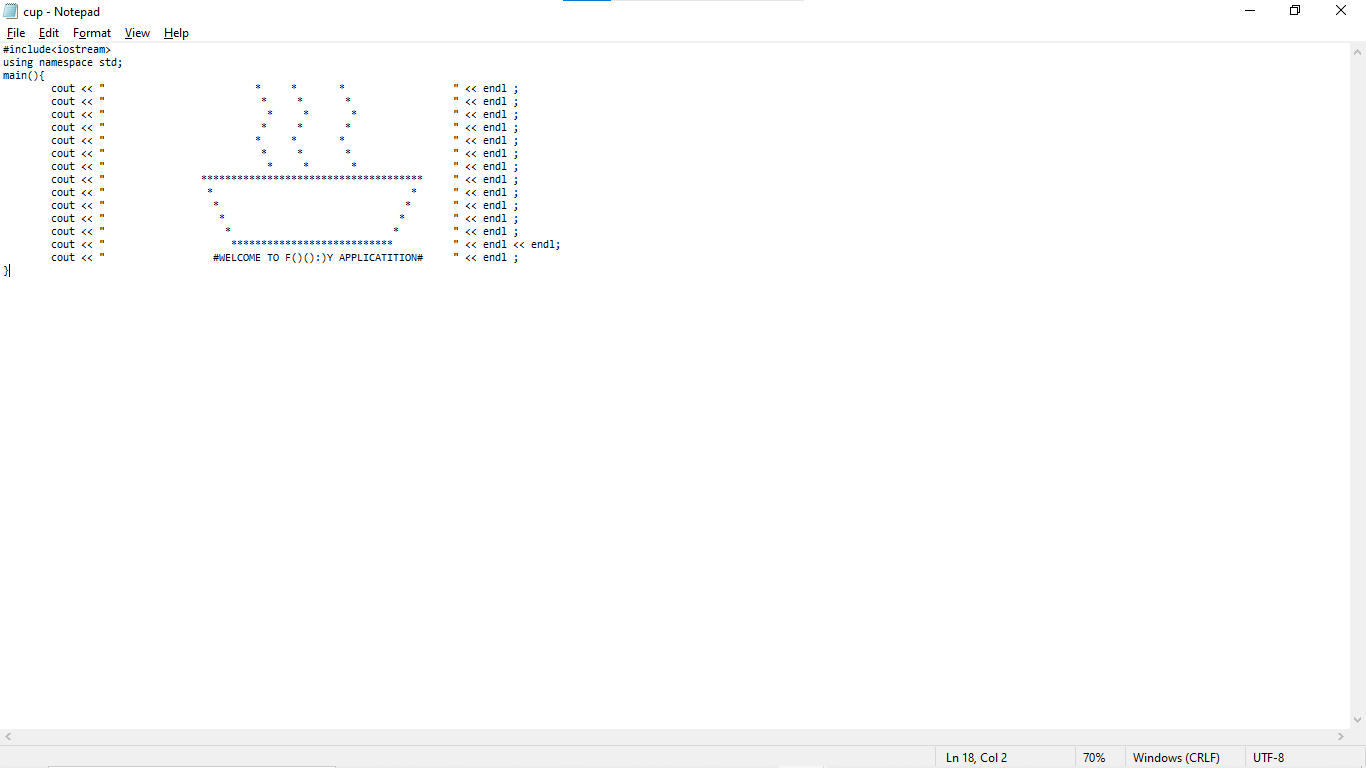 cup - Notepad
File Edit Format View Help
#include<iostream>
using namespace std;
main(){
        cout << "                         *     *       *                  " << endl ;
        cout << "                          *     *       *                 " << endl ;
        cout << "                           *     *       *                " << endl ;
        cout << "                          *     *       *                 " << endl ;
        cout << "                         *     *       *                  " << endl ;
        cout << "                          *     *       *                 " << endl ;
        cout << "                           *     *       *                " << endl ;
        cout << "                *************************************     " << endl ;
        cout << "                 *                                 *      " << endl ;
        cout << "                  *                               *       " << endl ;
        cout << "                   *                             *        " << endl ;
        cout << "                    *                           *         " << endl ;
        cout << "                     ***************************          " << endl << endl;
        cout << "                  #WELCOME TO F()():)Y APPLICATITION#     " << endl ;
}
Ln 18, Col 2 70% Windows (CRLF) UTF-8